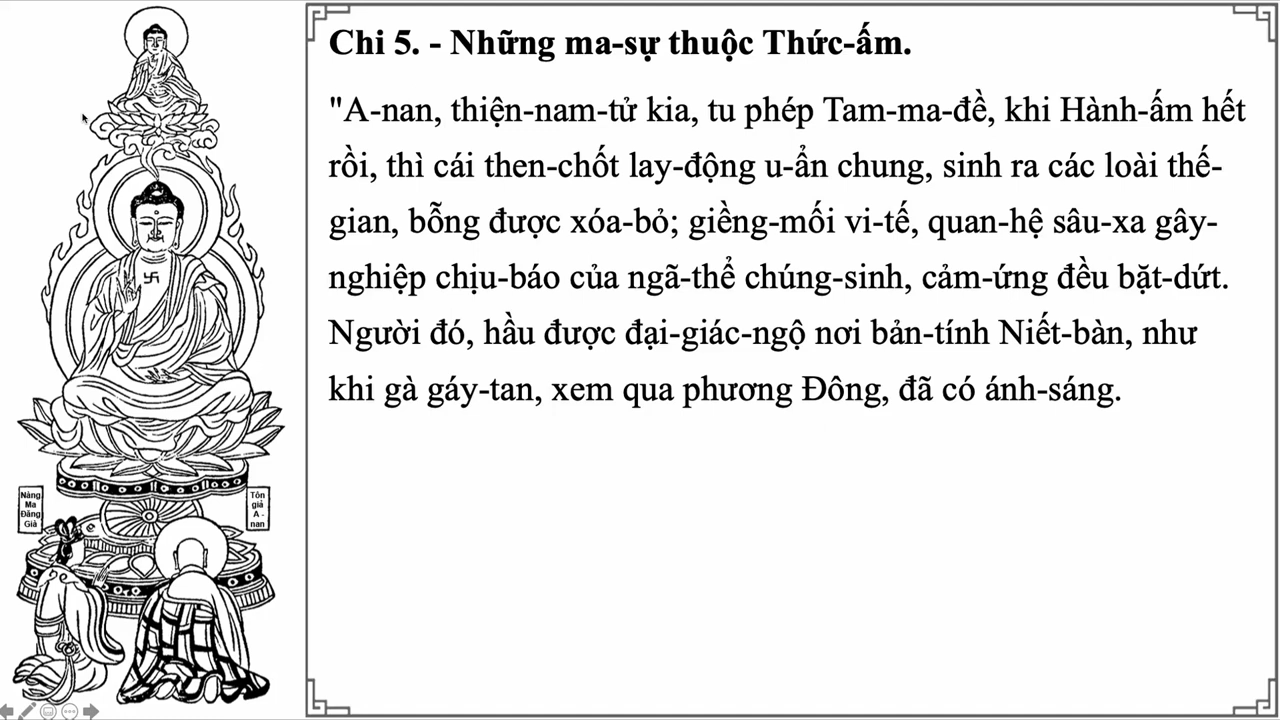 Chi 5. - Những ma-sự thuộc Thức-ấm.
"A-nan, thiện-nam-tử kia, tu phép Tam-ma-đề, khi Hành-ấm hết
rồi, thì cái then-chốt lay-động u-ẩn chung, sinh ra các loài thế-
gian, bỗng được xóa-bỏ; giềng-mối vi-tế, quan-hệ sâu-xa gây-
nghiệp chịu-báo của ngã-thể chúng-sinh, cảm-ứng đều bặt-dứt.
Người đó, hầu được đại-giác-ngộ nơi bản-tính Niết-bàn, như
khi gà gáy-tan, xem qua phương Đông, đã có ánh-sáng.
Nàng
Ma
Đăng
Già
Tôn
giả
A -
nan